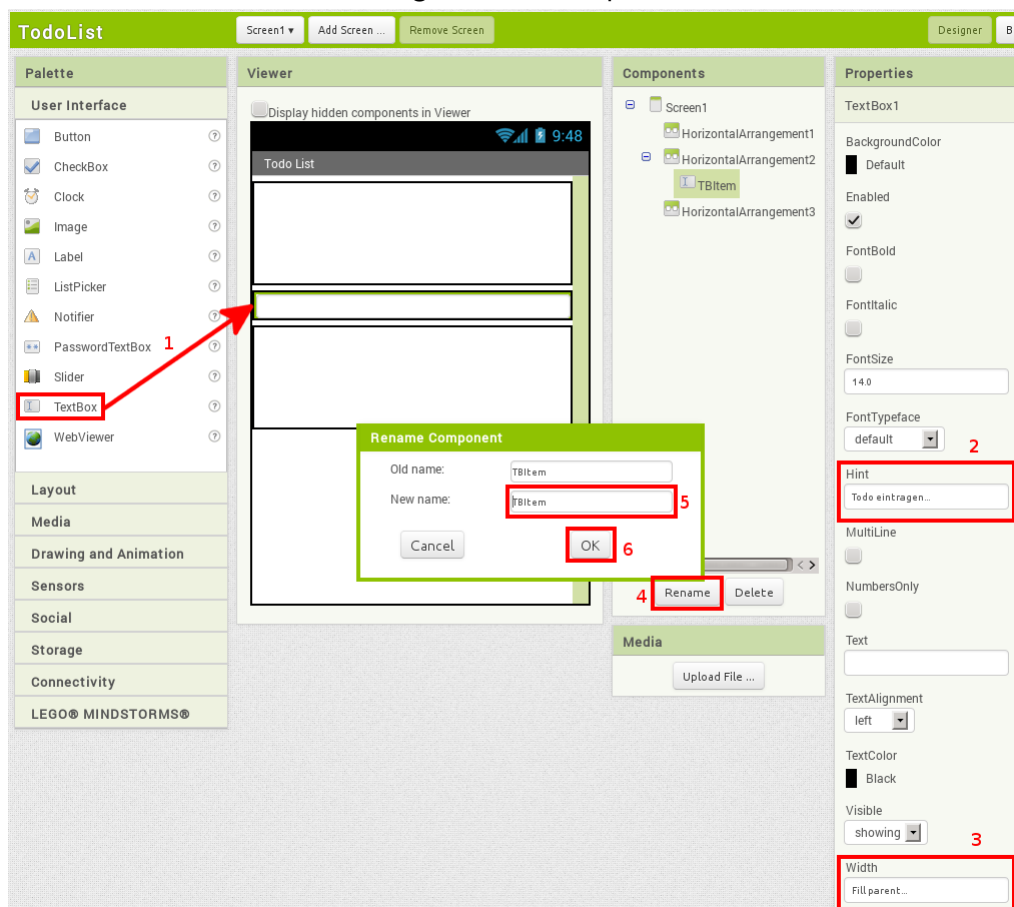 TodoList
Screen1 ▾
Add Screen ...
Remove Screen
Designer
B
Palette
User Interface
Button
CheckBox
Clock
Image
Label
ListPicker
Notifier
PasswordTextBox
Slider
TextBox
WebViewer
Layout
Media
Drawing and Animation
Sensors
Social
Storage
Connectivity
LEGO® MINDSTORMS®
1
Viewer
Display hidden components in Viewer
9:48
Todo List
Rename Component
Old name:
TBItem
New name:
TBItem
5
Cancel
OK
6
Components
Screen1
HorizontalArrangement1
HorizontalArrangement2
TBItem
HorizontalArrangement3
4
Rename
Delete
Media
Upload File ...
Properties
TextBox1
BackgroundColor
Default
Enabled
FontBold
FontItalic
FontSize
14.0
FontTypeface
default
2
Hint
Todo eintragen...
MultiLine
NumbersOnly
Text
TextAlignment
left
TextColor
Black
Visible
showing
3
Width
Fill parent...